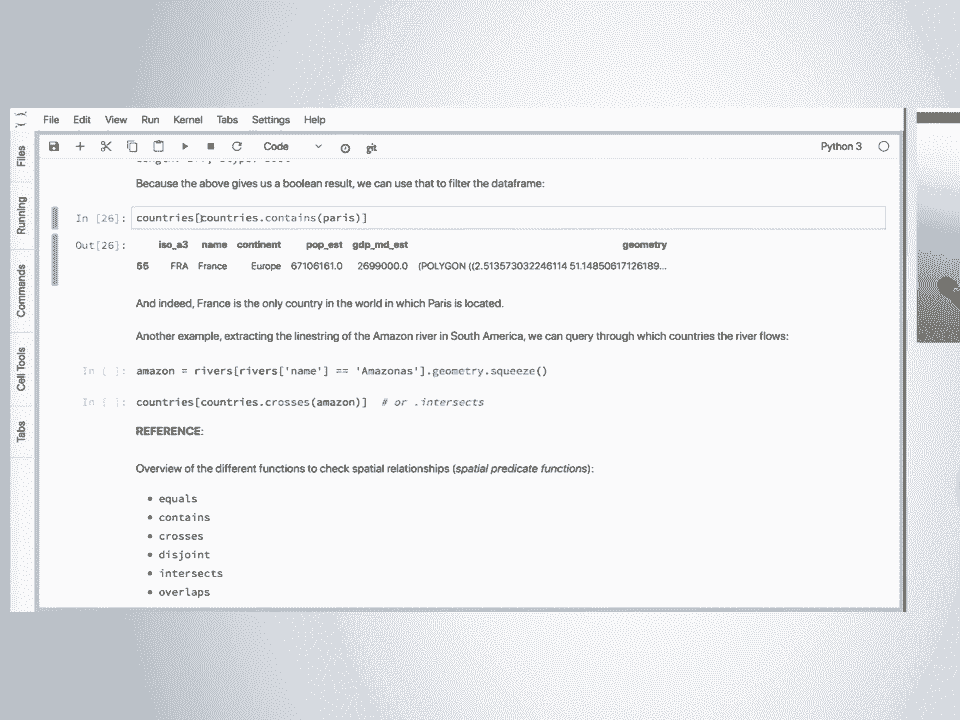 File Edit View Run Kernel Tabs Settings Help
Files
Running
Commands
Cell Tools
Tabs
Code
git
Python 3
Because the above gives us a boolean result, we can use that to filter the dataframe:
In [26]: countries[countries.contains(paris)]
Out[26]: iso_a3 name continent pop_est gdp_md_est geometry
55 FRA France Europe 67106161.0 2699000.0 (POLYGON ((2.513573032246114 51.14850617126189...
And indeed, France is the only country in the world in which Paris is located.
Another example, extracting the linestring of the Amazon river in South America, we can query through which countries the river flows:
In [ ]: amazon = rivers[rivers['name'] == 'Amazonas'].geometry.squeeze()
In [ ]: countries[countries.crosses(amazon)]  # or .intersects
REFERENCE:
Overview of the different functions to check spatial relationships (spatial predicate functions):
• equals
• contains
• crosses
• disjoint
• intersects
• overlaps